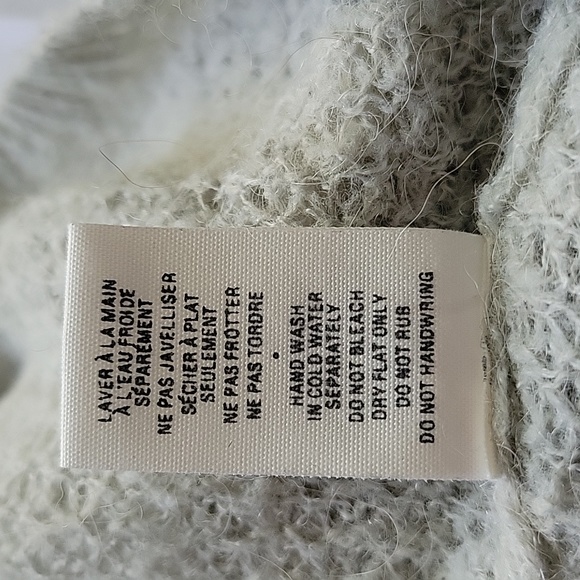 LAVER À LA MAIN
À L'EAU FROIDE
SÉPARÉMENT
NE PAS JAVELLISER
SÉCHER À PLAT
SEULEMENT
NE PAS FROTTER
NE PAS TORDRE
•
HAND WASH
IN COLD WATER
SEPARATELY
DO NOT BLEACH
DRY FLAT ONLY
DO NOT RUB
DO NOT HANDWRING